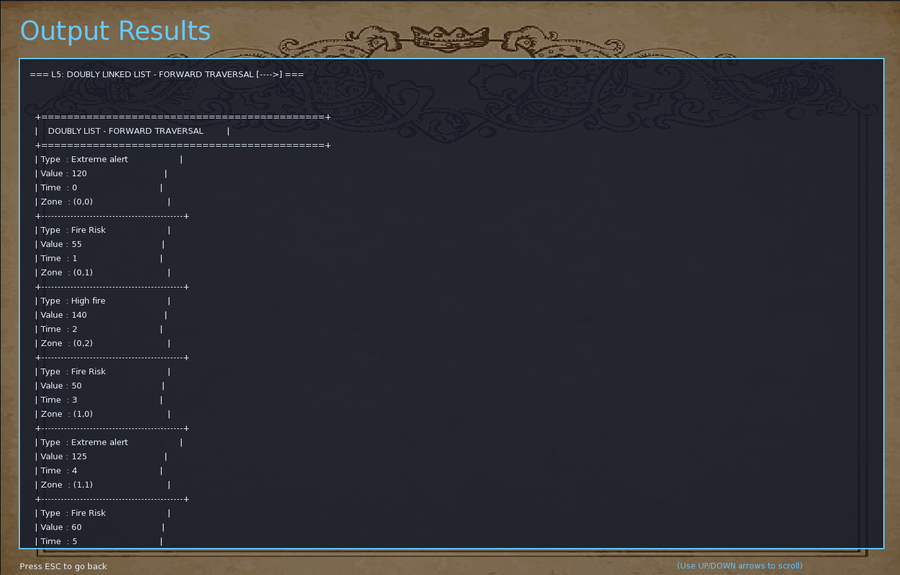 Output Results
=== L5: DOUBLY LINKED LIST - FORWARD TRAVERSAL [---->] ===
+============================================+
| DOUBLY LIST - FORWARD TRAVERSAL |
+============================================+
| Type : Extreme alert |
| Value : 120 |
| Time : 0 |
| Zone : (0,0) |
+--------------------------------------------+
| Type : Fire Risk |
| Value : 55 |
| Time : 1 |
| Zone : (0,1) |
+--------------------------------------------+
| Type : High fire |
| Value : 140 |
| Time : 2 |
| Zone : (0,2) |
+--------------------------------------------+
| Type : Fire Risk |
| Value : 50 |
| Time : 3 |
| Zone : (1,0) |
+--------------------------------------------+
| Type : Extreme alert |
| Value : 125 |
| Time : 4 |
| Zone : (1,1) |
+--------------------------------------------+
| Type : Fire Risk |
| Value : 60 |
| Time : 5 |
Press ESC to go back
(Use UP/DOWN arrows to scroll)